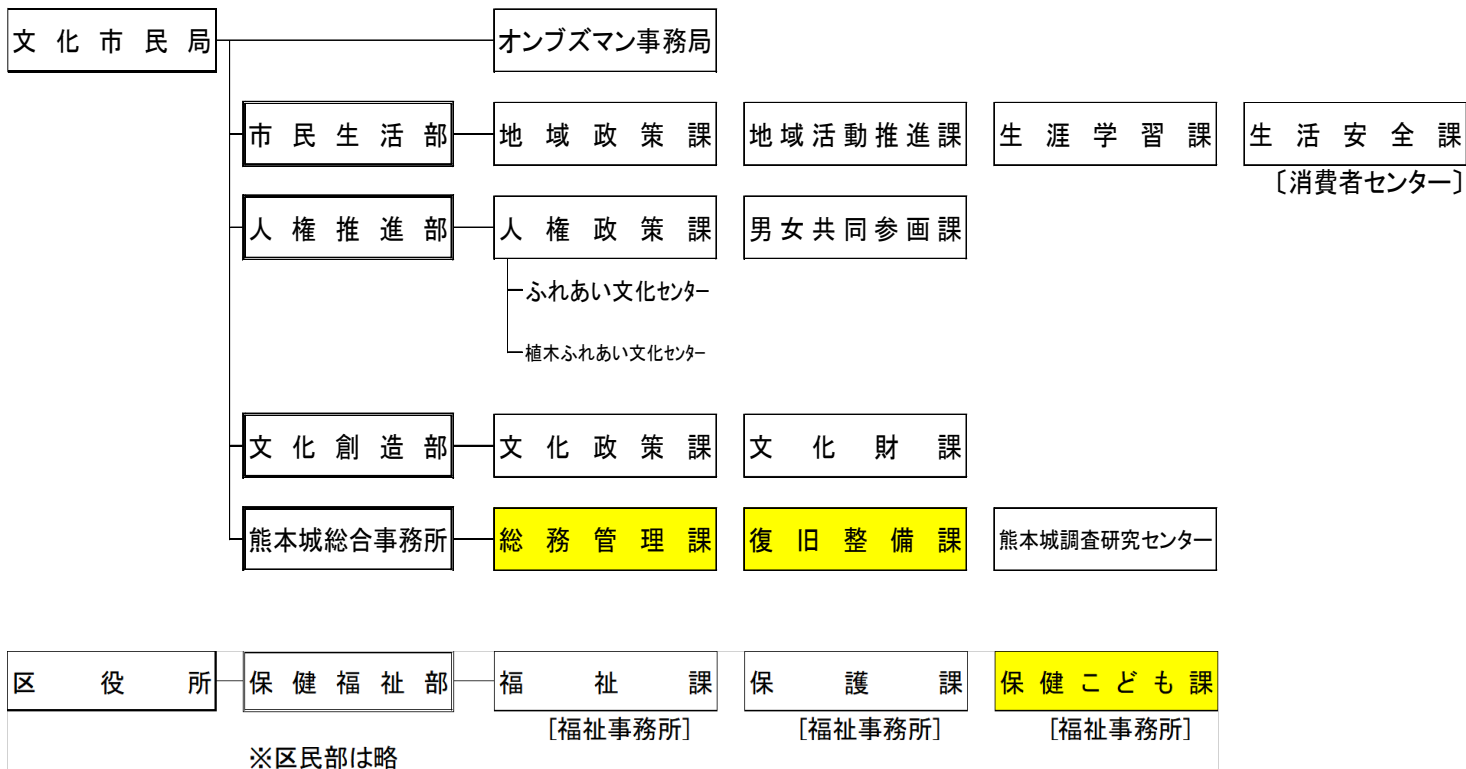 文化市民局 オンブズマン事務局
市民生活部 地域政策課 地域活動推進課 生涯学習課 生活安全課
〔消費者センター〕
人権推進部 人権政策課 男女共同参画課
ふれあい文化センター
植木ふれあい文化センター
文化創造部 文化政策課 文化財課
熊本城総合事務所 総務管理課 復旧整備課 熊本城調査研究センター
区役所 保健福祉部 福祉課 保護課 保健こども課
[福祉事務所] [福祉事務所] [福祉事務所]
※区民部は略